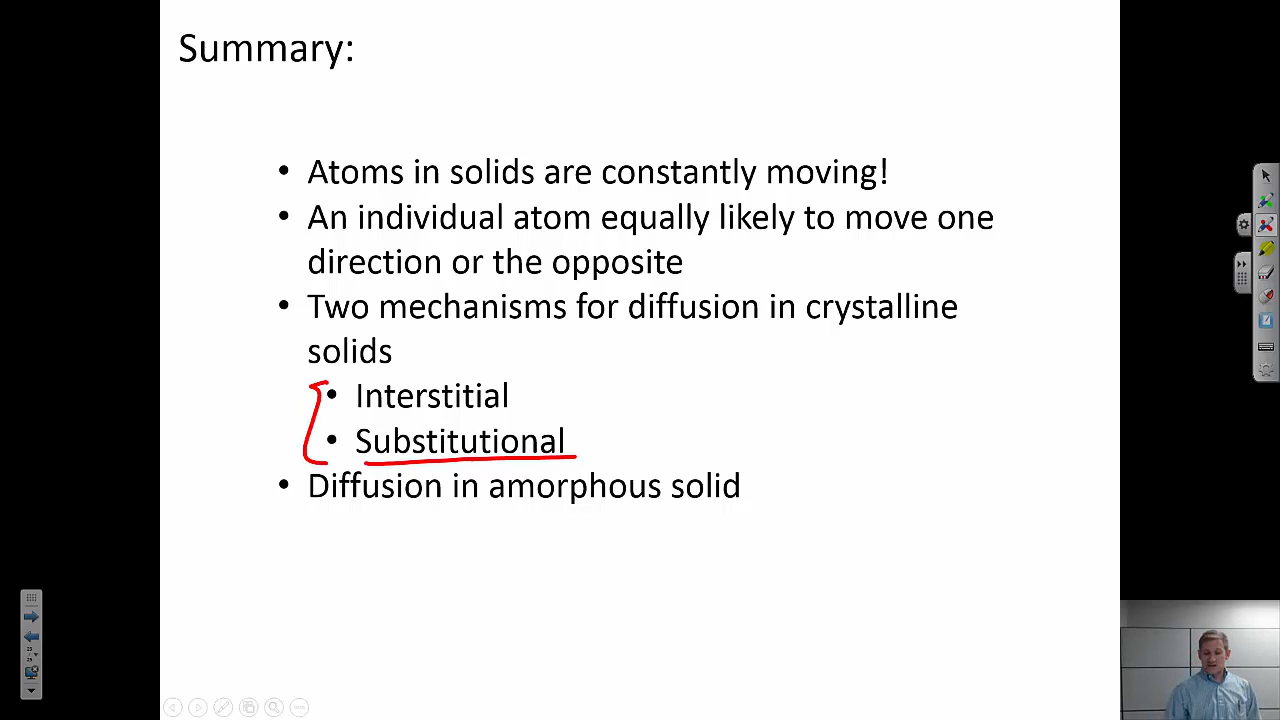 Summary:
• Atoms in solids are constantly moving!
• An individual atom equally likely to move one
direction or the opposite
• Two mechanisms for diffusion in crystalline
solids
• Interstitial
• Substitutional
• Diffusion in amorphous solid